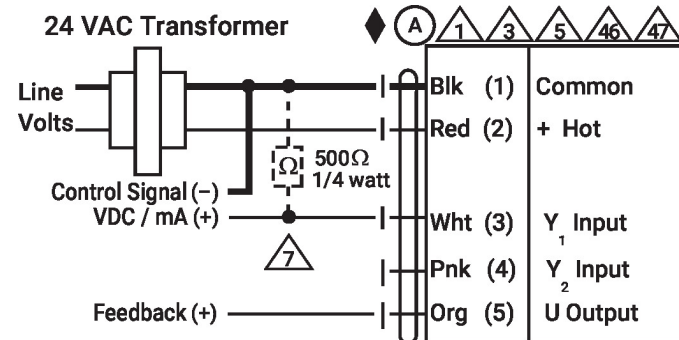 24 VAC Transformer
A 1 3 5 46 47
Line
Volts
Blk (1) Common
Red (2) + Hot
Ω 500Ω
1/4 watt
Control Signal (−)
VDC / mA (+)
Wht (3) Y1 Input
7
Pnk (4) Y2 Input
Feedback (+)
Org (5) U Output